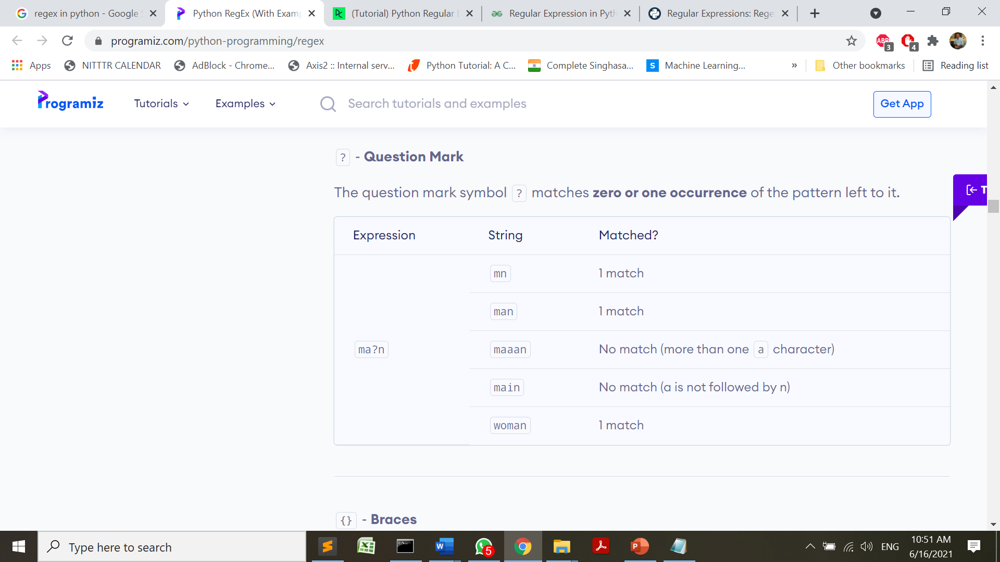 regex in python - Google
Python RegEx (With Exam
(Tutorial) Python Regular
Regular Expression in Pyth
Regular Expressions: Rege
programiz.com/python-programming/regex
ABP 3
4
Apps
NITTTR CALENDAR
AdBlock - Chrome...
Axis2 :: Internal serv...
Python Tutorial: A C...
Complete Singhasa...
S Machine Learning...
»
Other bookmarks
Reading list
Programiz
Tutorials
Examples
Search tutorials and examples
Get App
? - Question Mark
The question mark symbol ? matches zero or one occurrence of the pattern left to it.
T
Expression String Matched?
mn 1 match
man 1 match
ma?n maaan No match (more than one a character)
main No match (a is not followed by n)
woman 1 match
{} - Braces
Type here to search
5
ENG
10:51 AM
6/16/2021